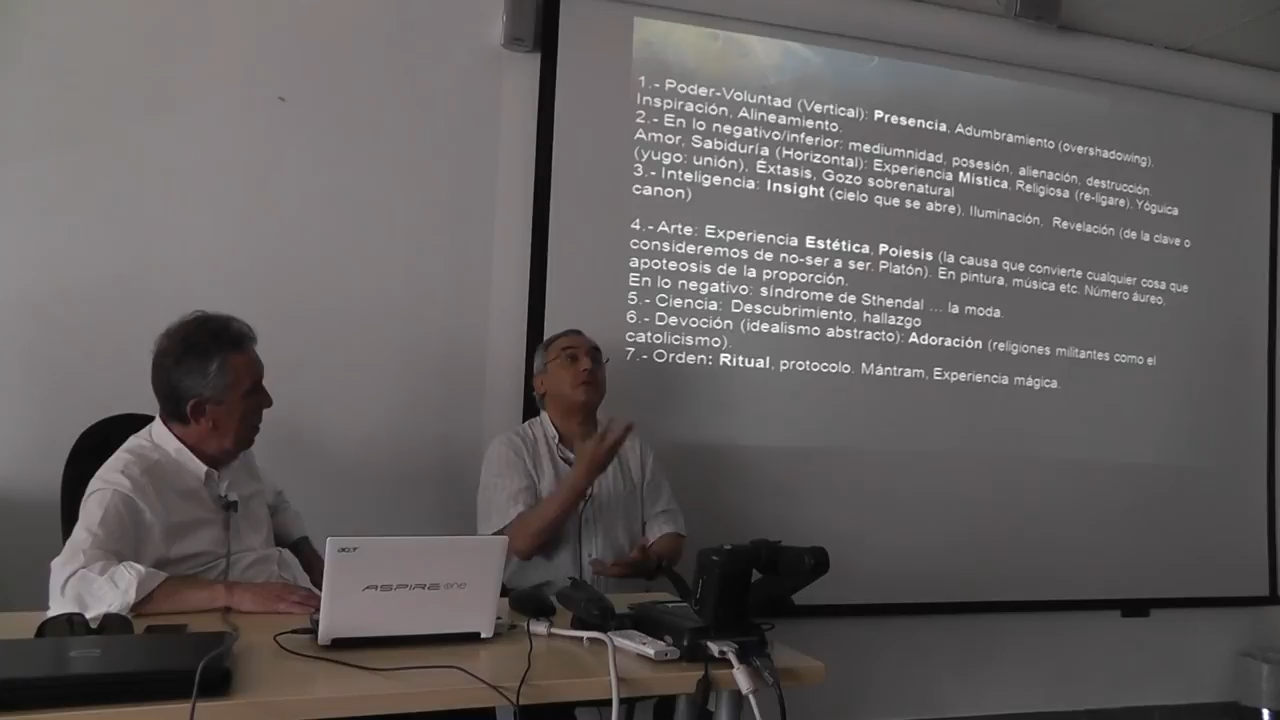 1.- Poder-Voluntad (Vertical): Presencia, Adumbramiento (overshadowing).
Inspiración, Alineamiento.
2.- En lo negativo/inferior: mediumnidad, posesión, alienación, destrucción.
Amor, Sabiduría (Horizontal): Experiencia Mística, Religiosa (re-ligare), Yóguica
(yugo: unión), Éxtasis, Gozo sobrenatural
3.- Inteligencia: Insight (cielo que se abre), Iluminación, Revelación (de la clave o
canon)
4.- Arte: Experiencia Estética, Poiesis (la causa que convierte cualquier cosa que
consideremos de no-ser a ser. Platón). En pintura, música etc. Número áureo,
apoteosis de la proporción.
En lo negativo: síndrome de Sthendal ... la moda.
5.- Ciencia: Descubrimiento, hallazgo
6.- Devoción (idealismo abstracto): Adoración (religiones militantes como el
catolicismo).
7.- Orden: Ritual, protocolo. Mántram, Experiencia mágica.
acer
ASPIRE one